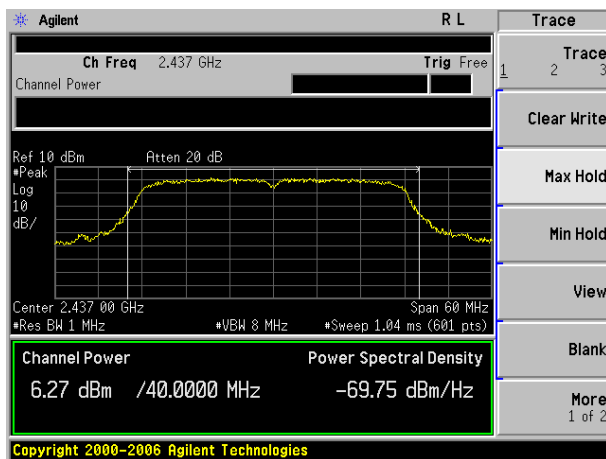 Agilent R L Trace
Ch Freq 2.437 GHz Trig Free
Channel Power
Trace
1 2 3
Clear Write
Max Hold
Min Hold
View
Blank
More
1 of 2
Ref 10 dBm Atten 20 dB
#Peak
Log
10
dB/
Center 2.437 00 GHz Span 60 MHz
#Res BW 1 MHz #VBW 8 MHz #Sweep 1.04 ms (601 pts)
Channel Power Power Spectral Density
6.27 dBm /40.0000 MHz -69.75 dBm/Hz
Copyright 2000-2006 Agilent Technologies